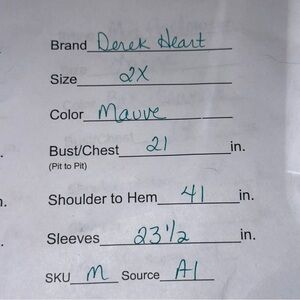 Brand Derek Heart
Size 2X
Color Mauve
Bust/Chest 21 in.
(Pit to Pit)
Shoulder to Hem 41 in.
Sleeves 23 1/2 in.
SKU M Source A1